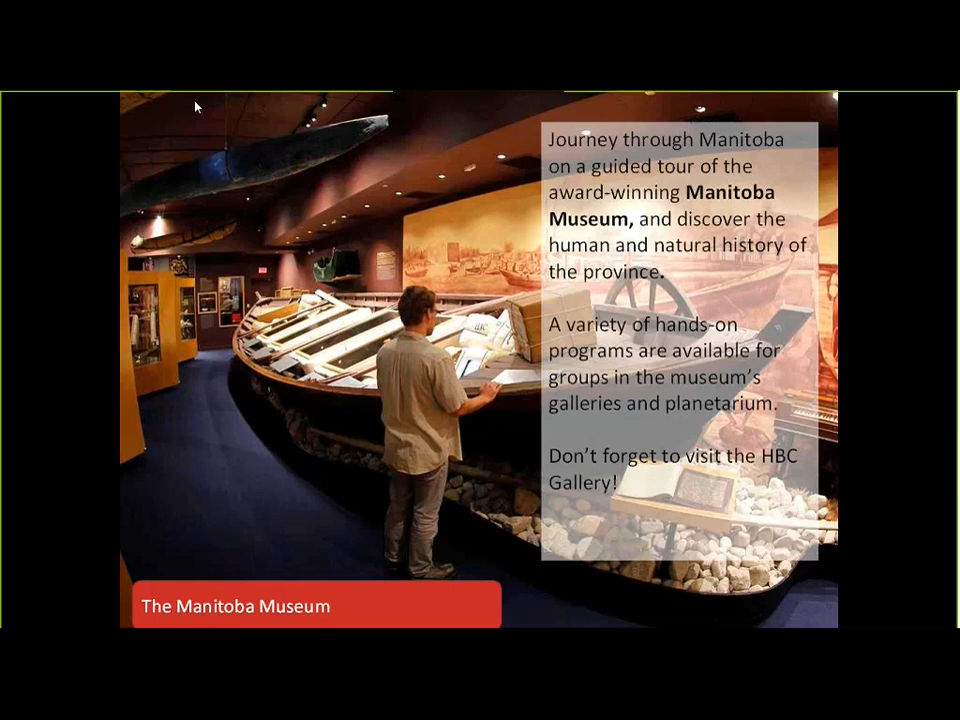 Journey through Manitoba
on a guided tour of the
award-winning Manitoba
Museum, and discover the
human and natural history of
the province.
A variety of hands-on
programs are available for
groups in the museum's
galleries and planetarium.
Don't forget to visit the HBC
Gallery!
HBC
The Manitoba Museum